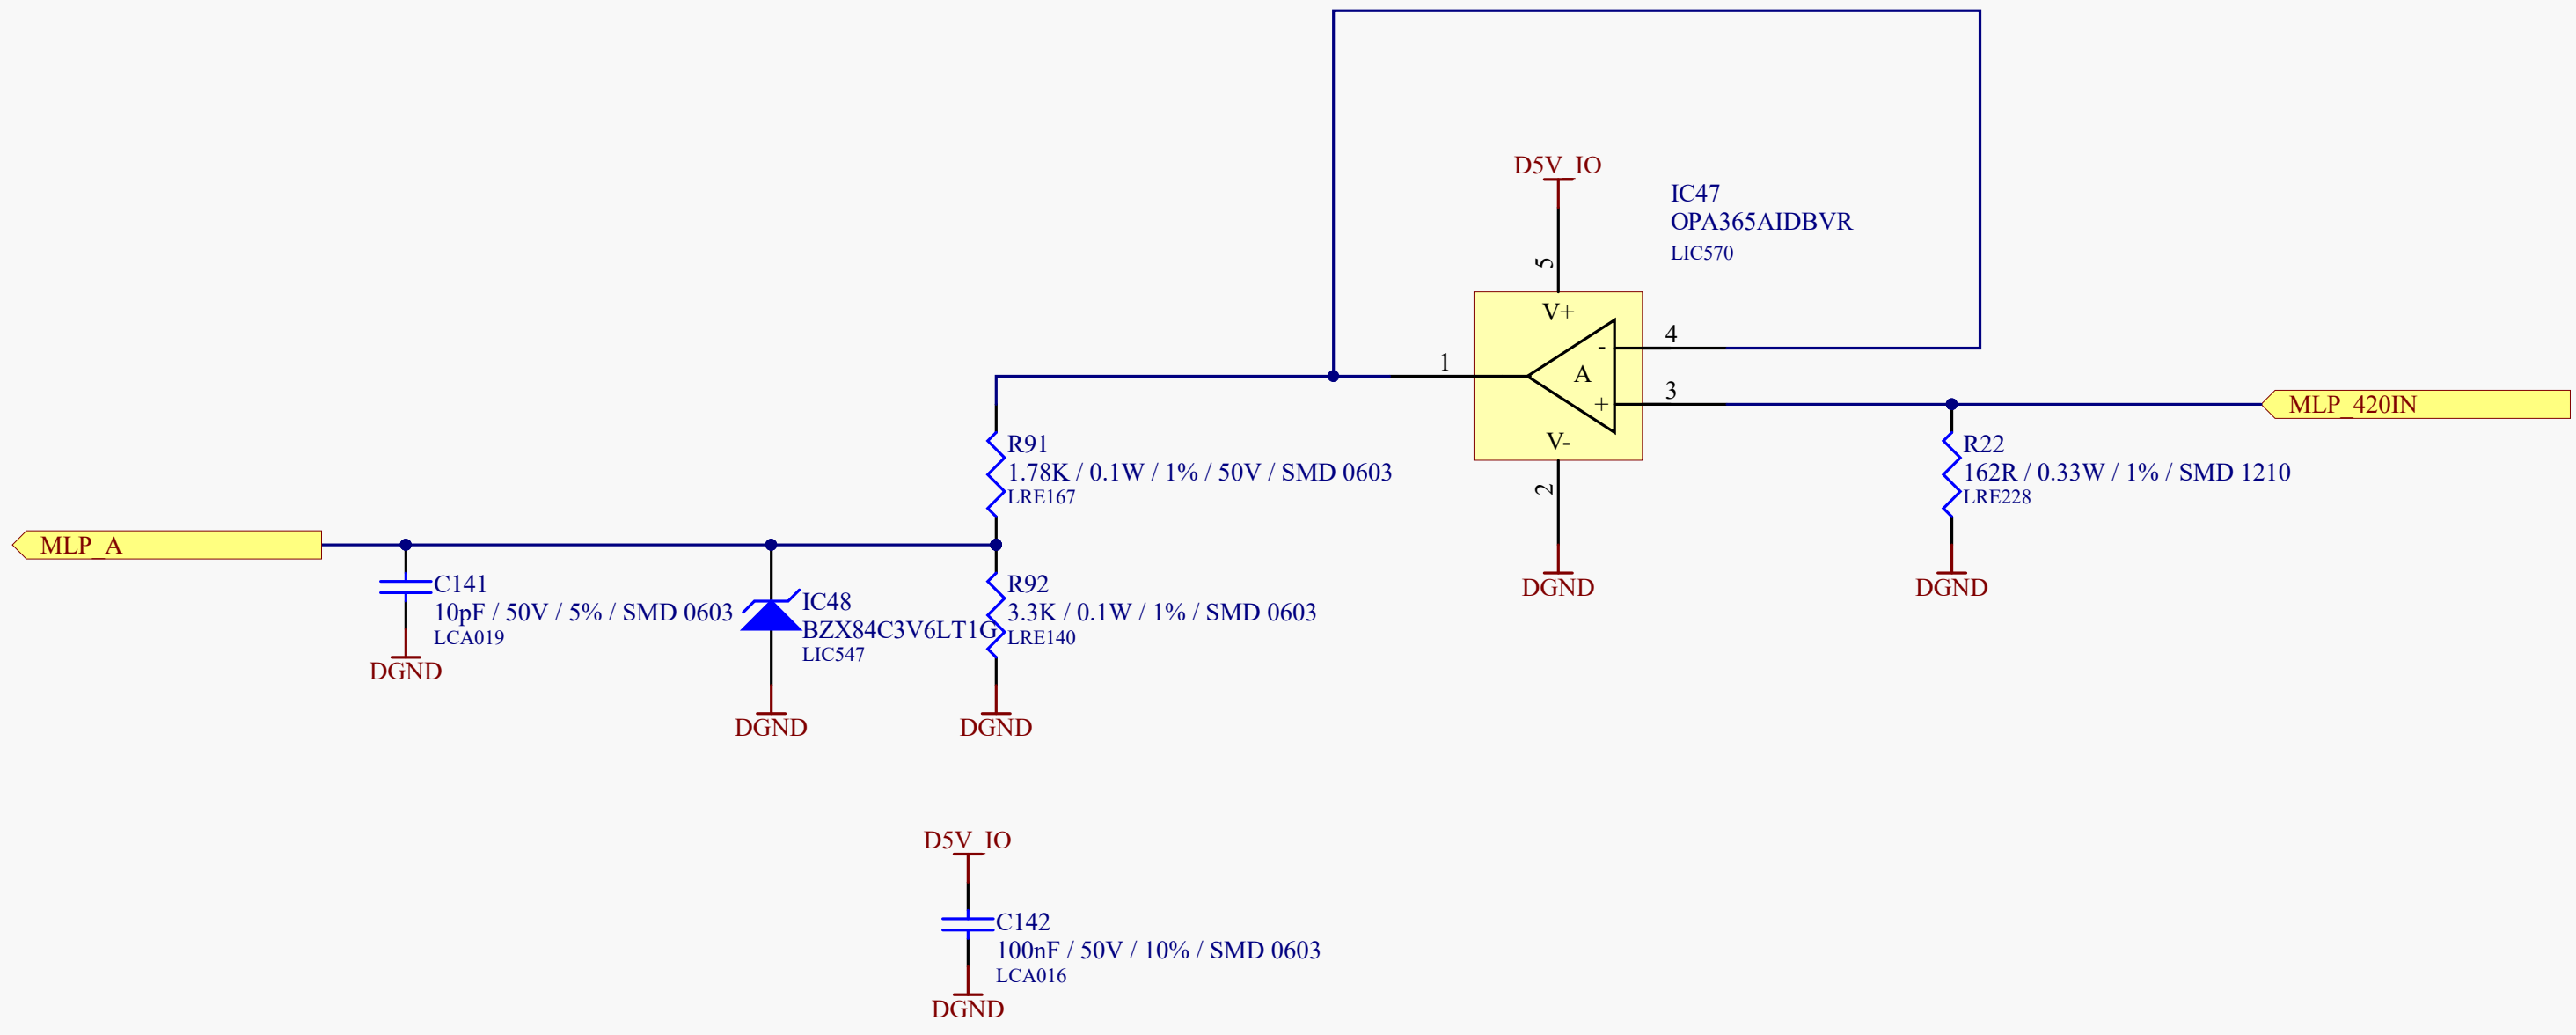 D5V_IO
IC47
OPA365AIDBVR
LIC570
5
V+
4
-
1
A
3
+
MLP_420IN
V-
2
R91
1.78K / 0.1W / 1% / 50V / SMD 0603
LRE167
R22
162R / 0.33W / 1% / SMD 1210
LRE228
MLP_A
C141
10pF / 50V / 5% / SMD 0603
LCA019
DGND
IC48
BZX84C3V6LT1G
LIC547
DGND
R92
3.3K / 0.1W / 1% / SMD 0603
LRE140
DGND
DGND
DGND
D5V_IO
C142
100nF / 50V / 10% / SMD 0603
LCA016
DGND